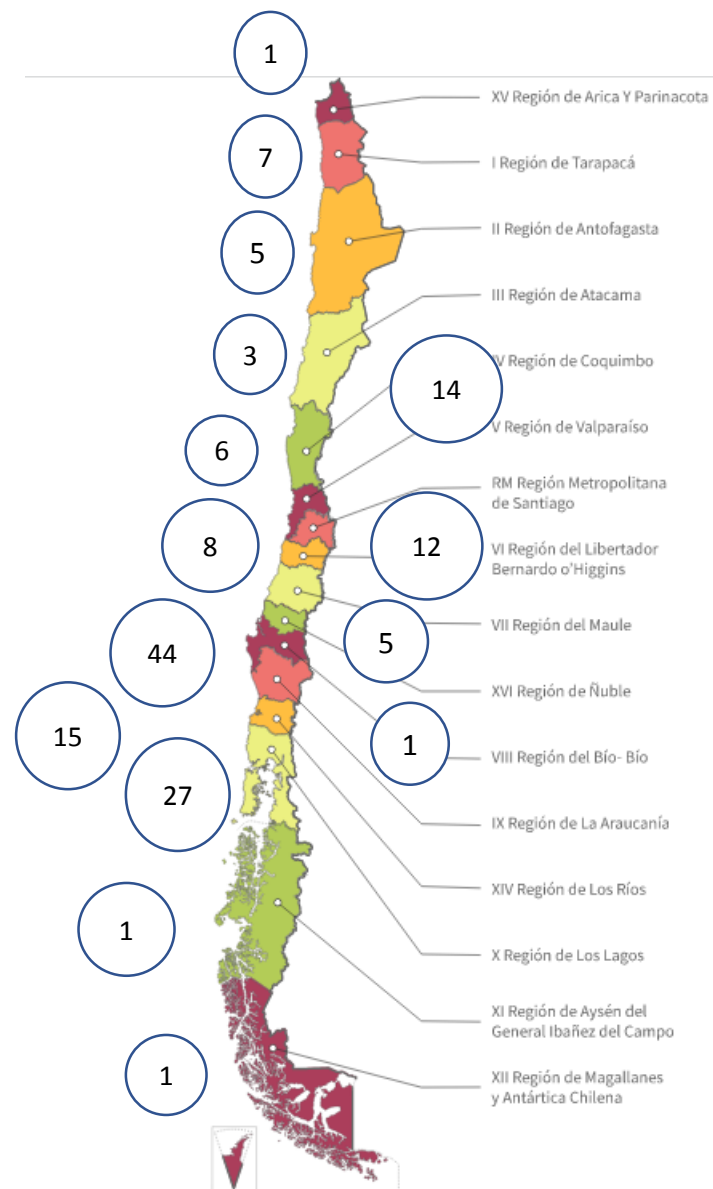 1
XV Región de Arica Y Parinacota
7
I Región de Tarapacá
II Región de Antofagasta
5
III Región de Atacama
3
IV Región de Coquimbo
14
V Región de Valparaíso
6
RM Región Metropolitana
de Santiago
8
12
VI Región del Libertador
Bernardo o'Higgins
VII Región del Maule
5
44
XVI Región de Ñuble
15
1
VIII Región del Bío- Bío
27
IX Región de La Araucanía
XIV Región de Los Ríos
1
X Región de Los Lagos
XI Región de Aysén del
General Ibañez del Campo
1
XII Región de Magallanes
y Antártica Chilena